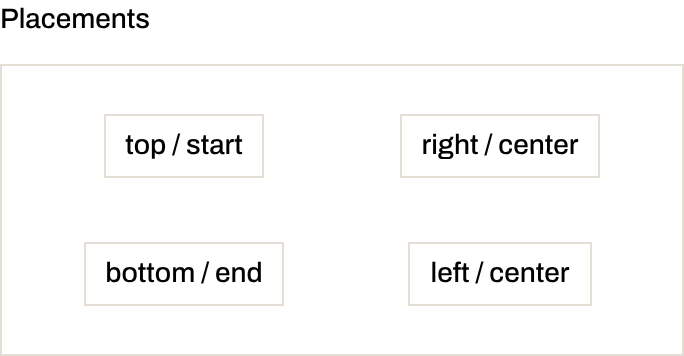 Placements
top / start
right / center
bottom / end
left / center